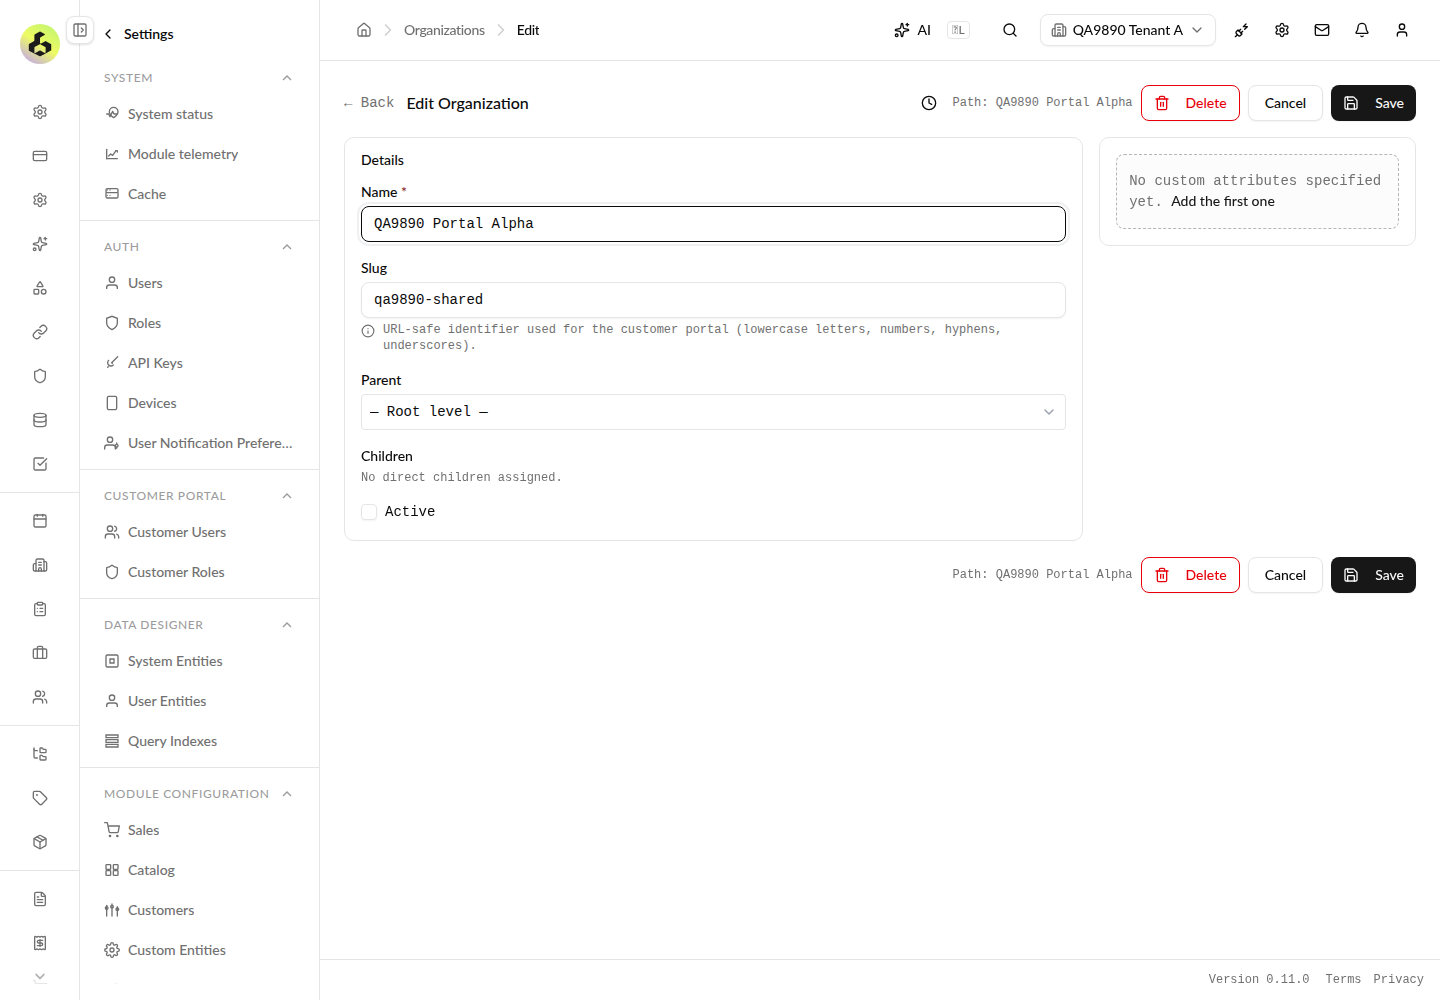 Settings
SYSTEM
System status
Module telemetry
Cache
AUTH
Users
Roles
API Keys
Devices
User Notification Prefere...
CUSTOMER PORTAL
Customer Users
Customer Roles
DATA DESIGNER
System Entities
User Entities
Query Indexes
MODULE CONFIGURATION
Sales
Catalog
Customers
Custom Entities
Organizations
Edit
AI
L
QA9890 Tenant A
← Back
Edit Organization
Path: QA9890 Portal Alpha
Delete
Cancel
Save
Details
Name *
QA9890 Portal Alpha
Slug
qa9890-shared
URL-safe identifier used for the customer portal (lowercase letters, numbers, hyphens,
underscores).
Parent
— Root level —
Children
No direct children assigned.
Active
No custom attributes specified
yet. Add the first one
Path: QA9890 Portal Alpha
Delete
Cancel
Save
Version 0.11.0
Terms
Privacy